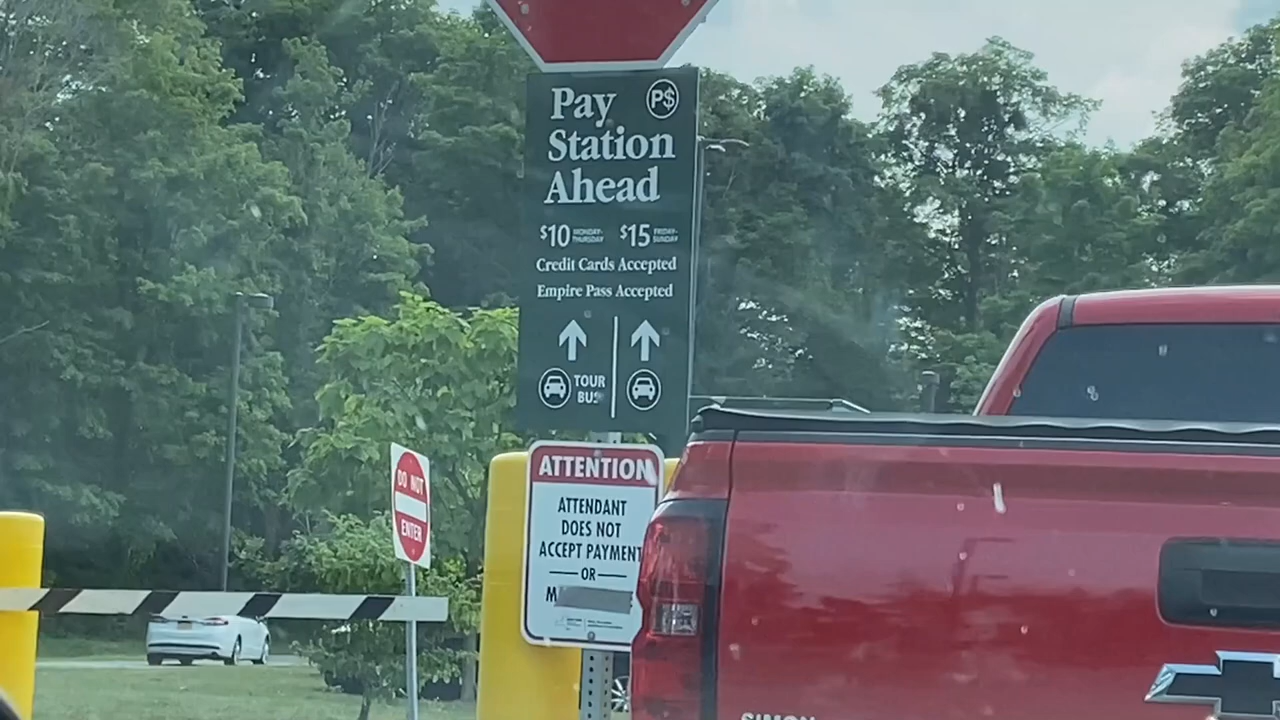 Pay P$
Station
Ahead
$10 MONDAY-THURSDAY $15 FRIDAY-SUNDAY
Credit Cards Accepted
Empire Pass Accepted
TOUR
BUS
DO NOT
ENTER
ATTENTION
ATTENDANT
DOES NOT
ACCEPT PAYMENT
OR
SIMON